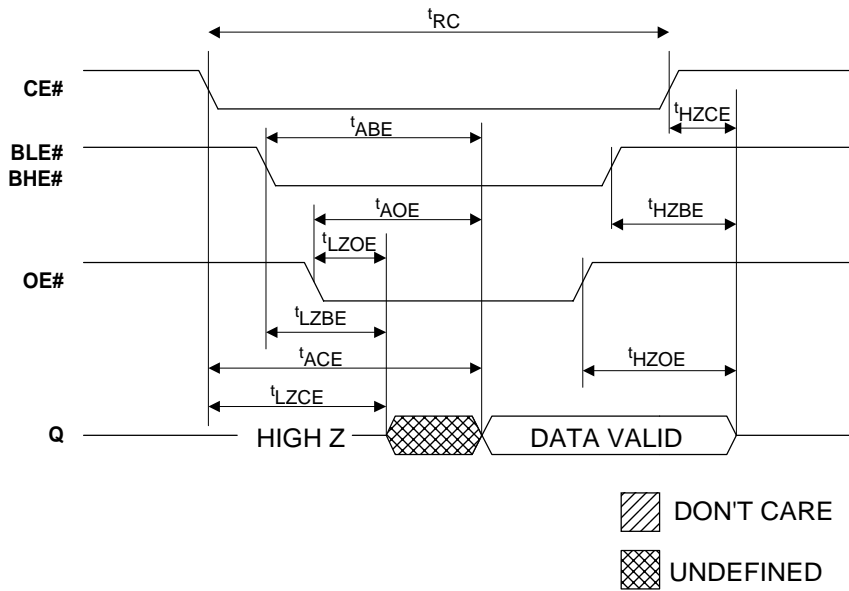 tRC
CE#
tHZCE
tABE
BLE#
BHE#
tAOE
tHZBE
tLZOE
OE#
tLZBE
tACE
tHZOE
tLZCE
Q
HIGH Z
DATA VALID
DON'T CARE
UNDEFINED